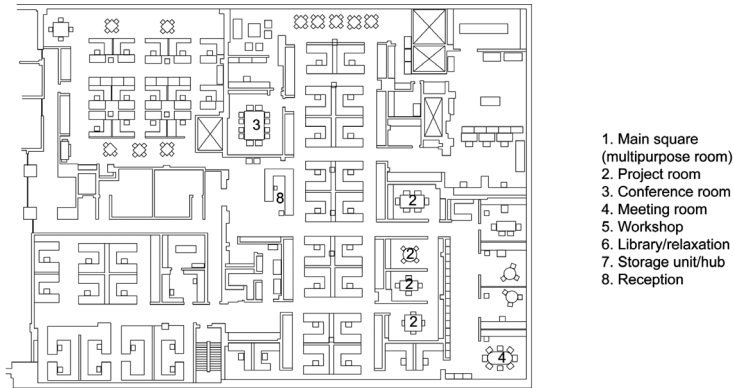 3
8
2
2
2
2
4
1. Main square
(multipurpose room)
2. Project room
3. Conference room
4. Meeting room
5. Workshop
6. Library/relaxation
7. Storage unit/hub
8. Reception